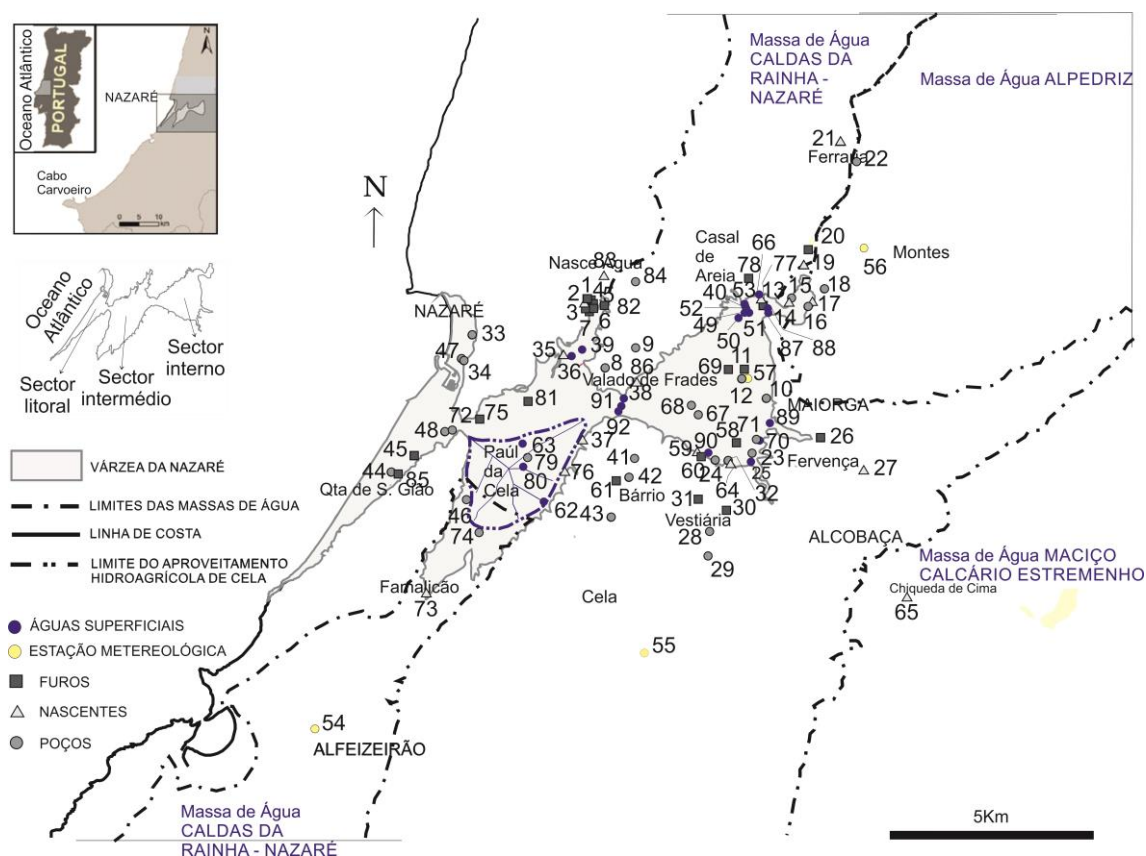 Oceano Atlântico
PORTUGAL
N
NAZARÉ
Cabo
Carvoeiro
0 5 10
km
Oceano
Atlântico
Sector
interno
Sector
litoral
Sector
intermédio
VÁRZEA DA NAZARÉ
LIMITES DAS MASSAS DE ÁGUA
LINHA DE COSTA
LIMITE DO APROVEITAMENTO
HIDROAGRÍCOLA DE CELA
ÁGUAS SUPERFICIAIS
ESTAÇÃO METEREOLÓGICA
FUROS
NASCENTES
POÇOS
N
Massa de Água
CALDAS DA
RAINHA -
NAZARÉ
Massa de Água ALPEDRIZ
21
Ferraria
22
20
19
56
Montes
Casal
de
Areia
66
77
78
40
53
13
15
18
52
17
14
16
49
50
51
87
88
Nasce Água
83
84
2
1
4
5
3
82
6
7
39
9
8
86
35
36
NAZARÉ
33
47
34
Valado de Frades
38
91
92
69
11
57
12
10
68
67
MAIORGA
89
58
71
70
26
72
75
81
48
45
44
85
Qta de S. Gião
63
Paúl
da
Cela
79
80
37
76
46
62
74
41
42
61
Bárrio
43
59
90
60
24
64
25
23
32
Fervença
27
31
30
Vestiária
28
29
ALCOBAÇA
Massa de Água MACIÇO
CALCÁRIO ESTREMENHO
Chiqueda de Cima
65
Famalicão
73
Cela
55
54
ALFEIZEIRÃO
Massa de Água
CALDAS DA
RAINHA - NAZARÉ
5Km